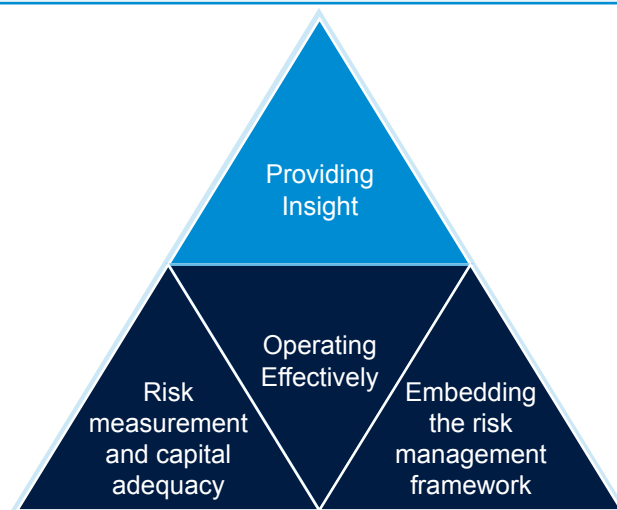 Providing
Insight
Operating
Effectively
Risk
measurement
and capital
adequacy
Embedding
the risk
management
framework